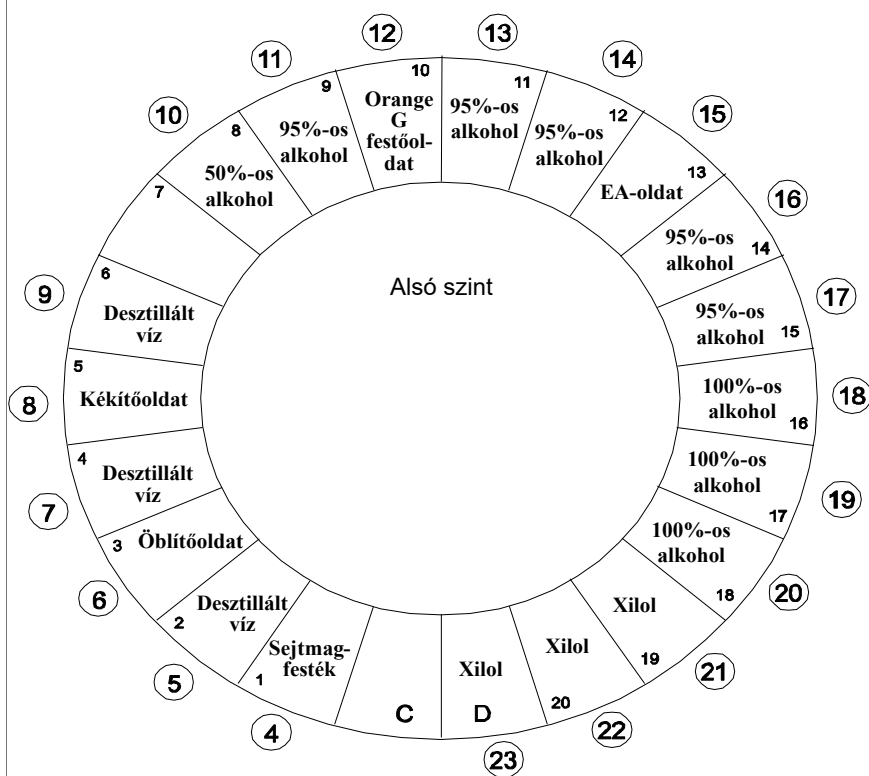 12
13
11
14
10
15
10
Orange
G
festőol-
dat
11
95%-os
alkohol
9
95%-os
alkohol
12
95%-os
alkohol
8
50%-os
alkohol
13
EA-oldat
7
16
95%-os
alkohol
14
6
Desztillált
víz
9
Alsó szint
17
95%-os
alkohol
15
5
Kékítőoldat
8
18
100%-os
alkohol
16
4
Desztillált
víz
7
19
100%-os
alkohol
17
3
Öblítőoldat
6
20
100%-os
alkohol
18
2
Desztillált
víz
5
21
Xilol
19
1
Sejtmag-
festék
4
C
Xilol
D
23
Xilol
20
22